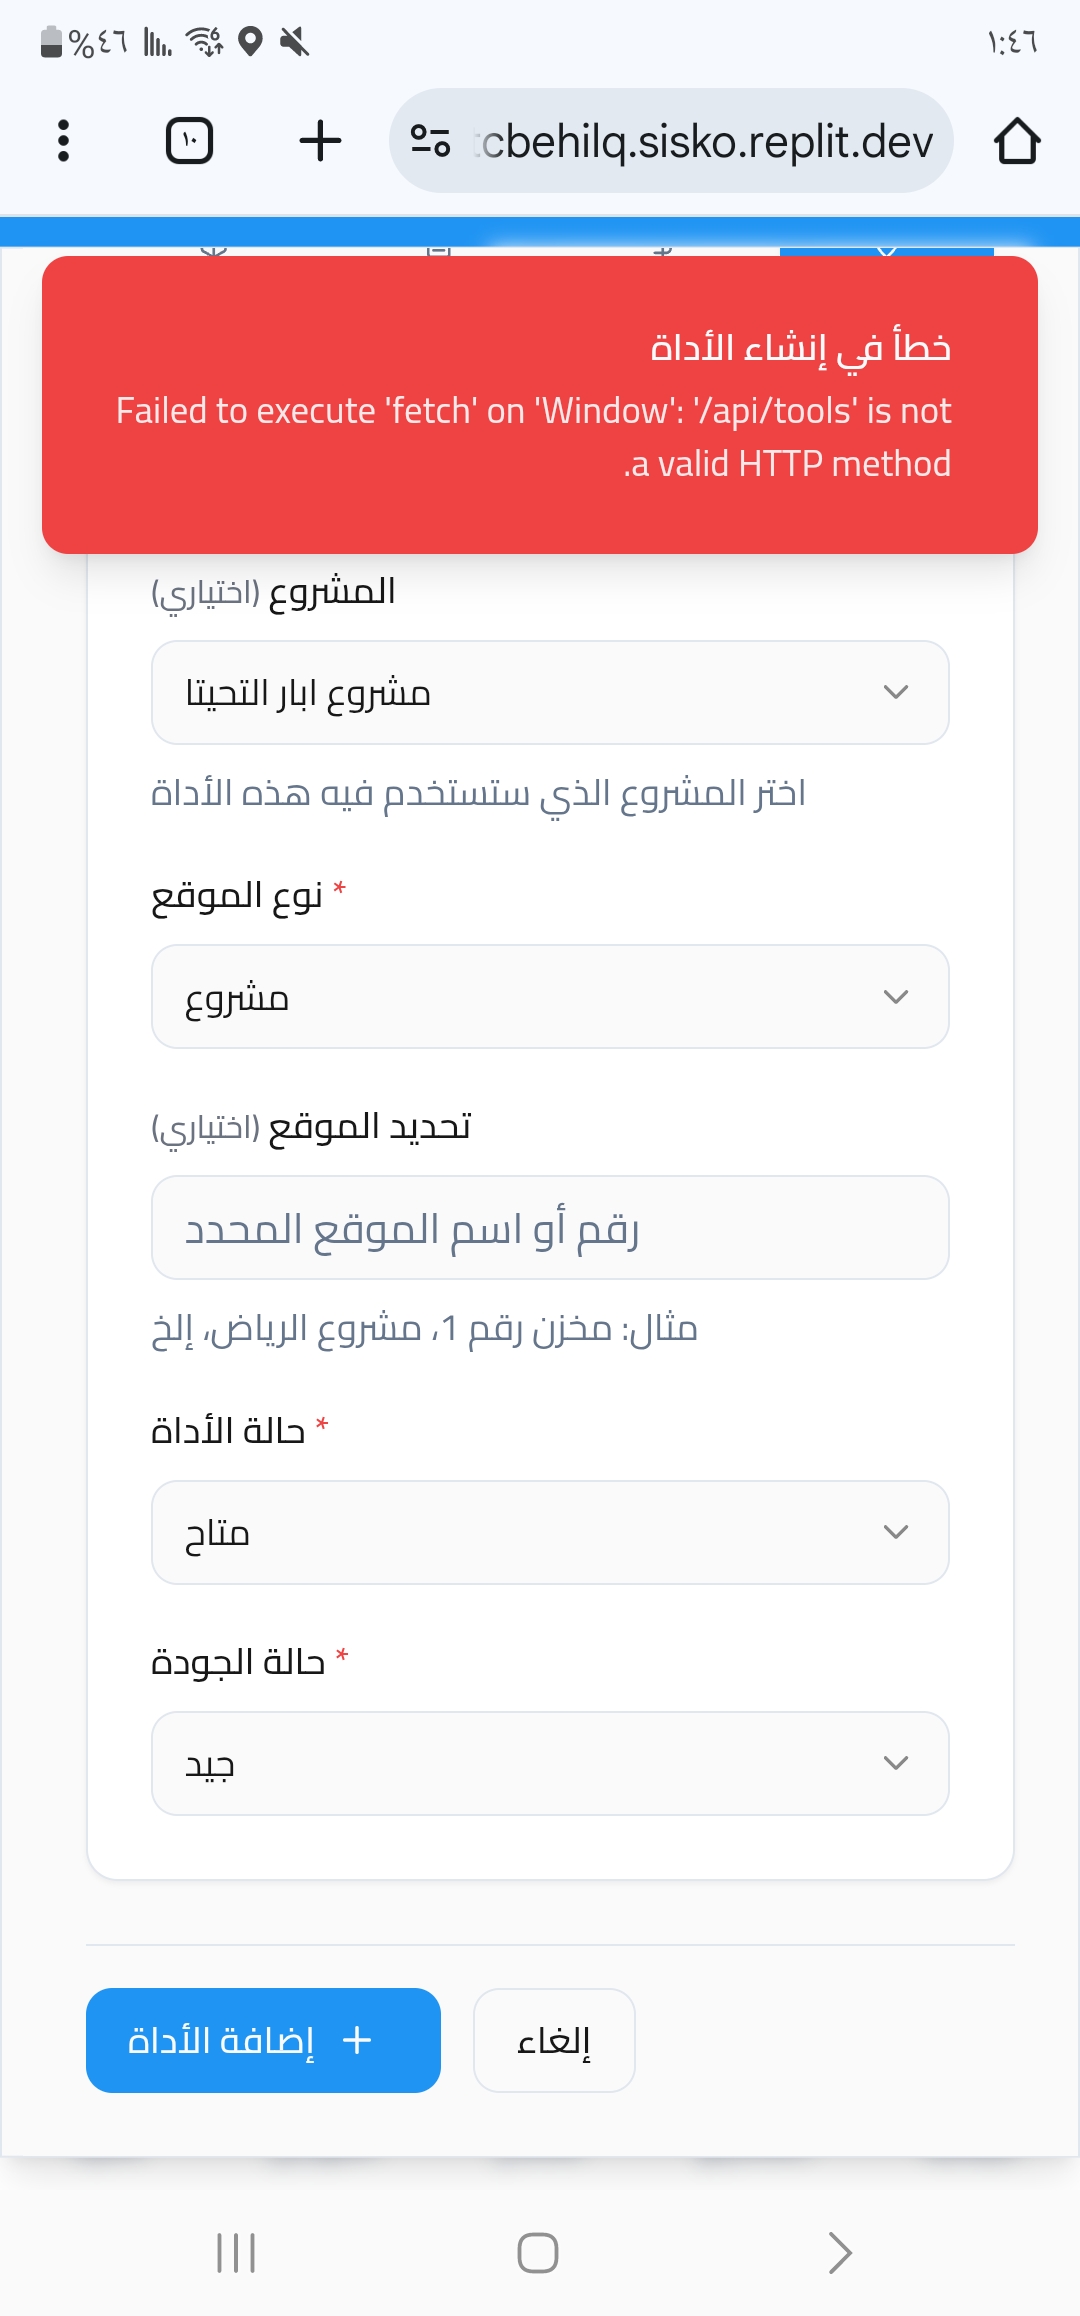 ١:٤٦
%٤٦
١٠
cbehilq.sisko.replit.dev
خطأ في إنشاء الأداة
Failed to execute 'fetch' on 'Window': '/api/tools' is not
a valid HTTP method.
المشروع (اختياري)
مشروع ابار التحيتا
اختر المشروع الذي ستستخدم فيه هذه الأداة
نوع الموقع *
مشروع
تحديد الموقع (اختياري)
رقم أو اسم الموقع المحدد
مثال: مخزن رقم 1، مشروع الرياض، إلخ
حالة الأداة *
متاح
حالة الجودة *
جيد
إضافة الأداة
إلغاء